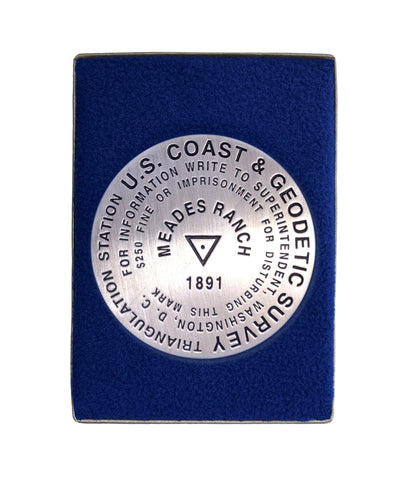 U.S. COAST & GEODETIC SURVEY TRIANGULATION STATION
FOR INFORMATION WRITE TO SUPERINTENDENT, WASHINGTON, D. C.
$250 FINE OR IMPRISONMENT FOR DISTURBING THIS MARK
MEADES RANCH
1891